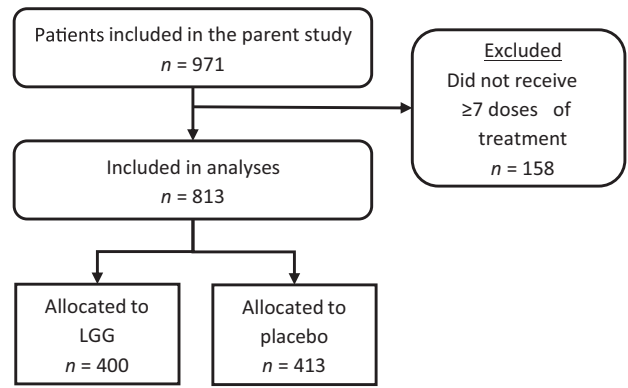 Patients included in the parent study
n = 971
Excluded
Did not receive
≥7 doses of
treatment
n = 158
Included in analyses
n = 813
Allocated to
LGG
n = 400
Allocated to
placebo
n = 413